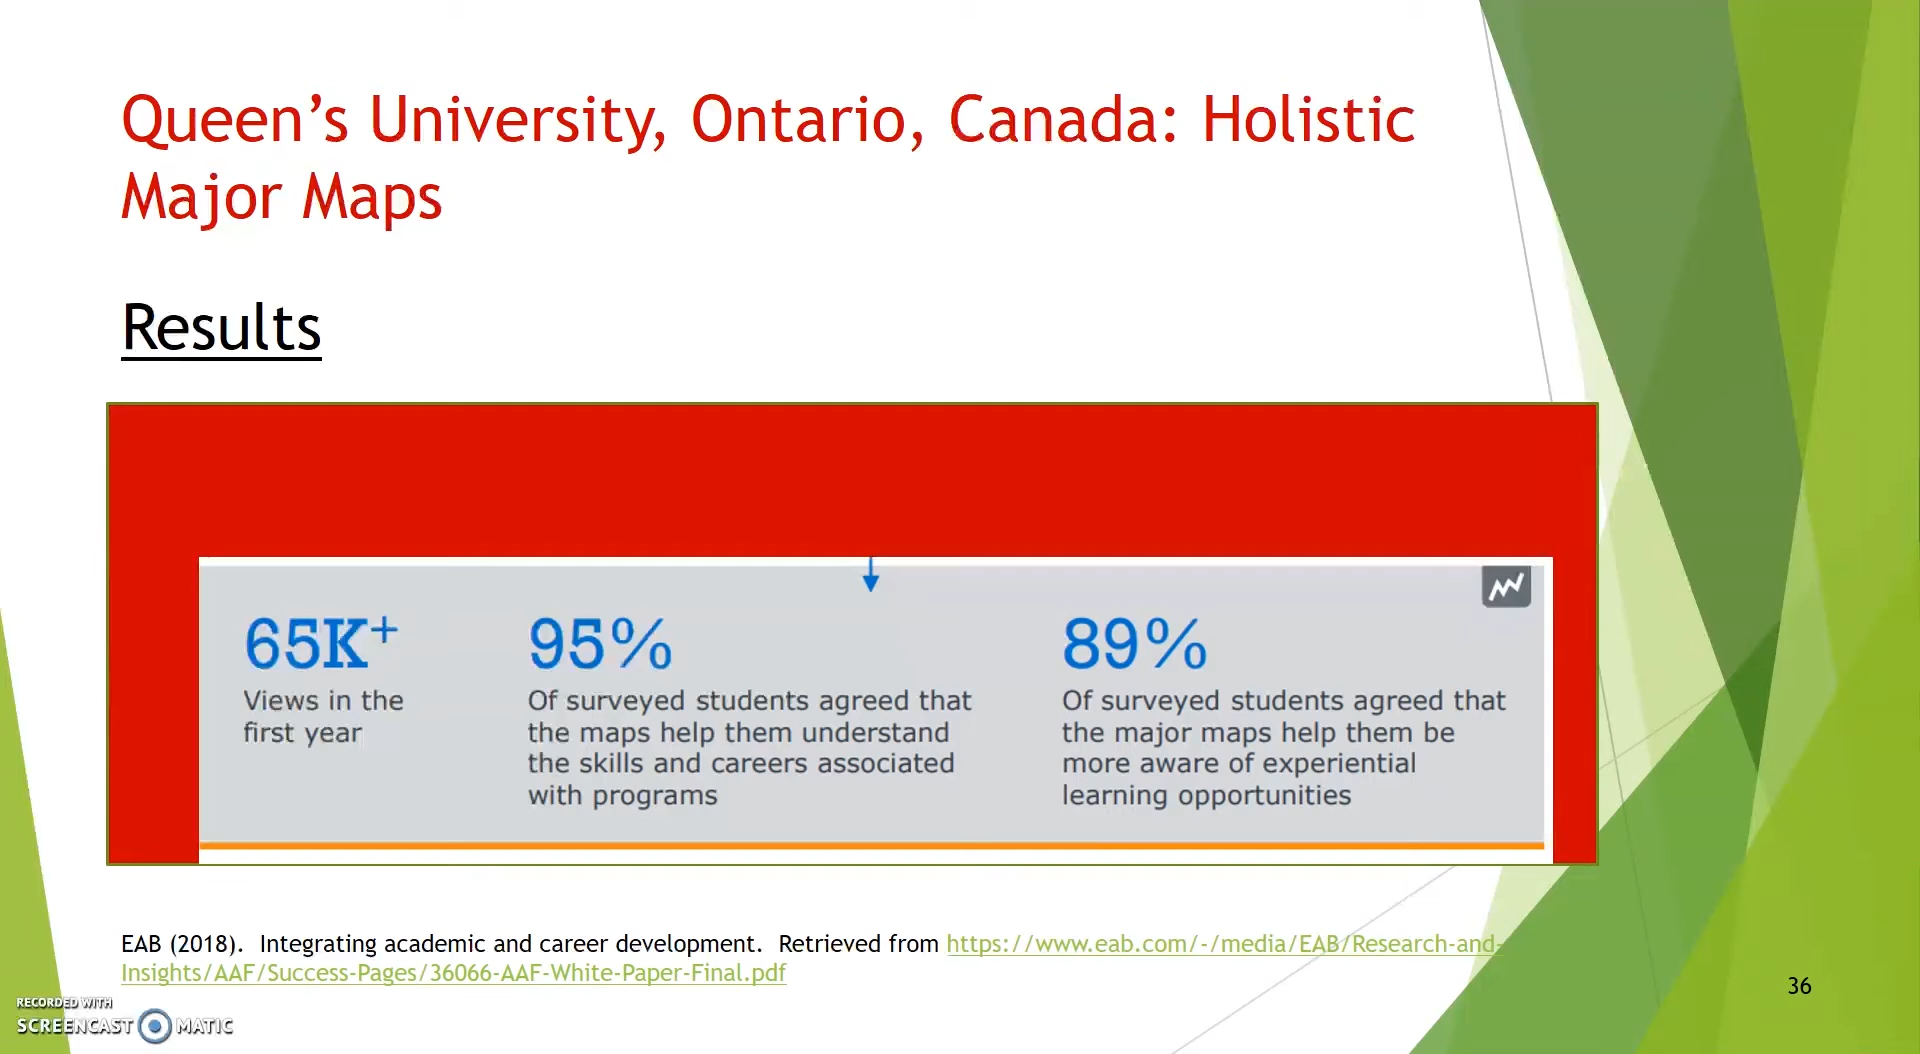 Queen’s University, Ontario, Canada: Holistic
Major Maps
Results
65K+
Views in the
first year
95%
Of surveyed students agreed that
the maps help them understand
the skills and careers associated
with programs
89%
Of surveyed students agreed that
the major maps help them be
more aware of experiential
learning opportunities
EAB (2018).  Integrating academic and career development.  Retrieved from https://www.eab.com/-/media/EAB/Research-and-
Insights/AAF/Success-Pages/36066-AAF-White-Paper-Final.pdf
36
RECORDED WITH
SCREENCAST MATIC